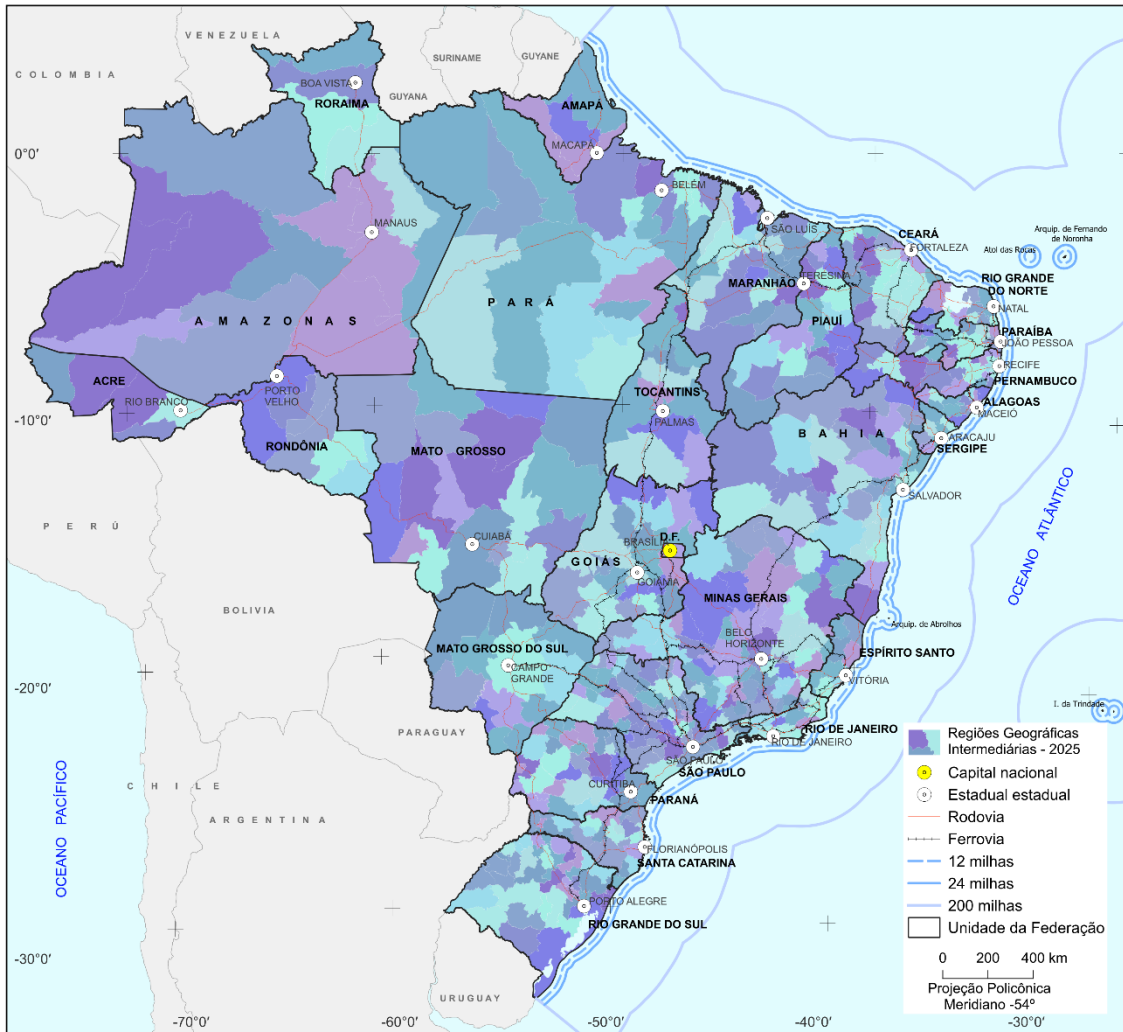 VENEZUELA
COLOMBIA
SURINAME
GUYANE
GUYANA
BOA VISTA
RORAIMA
AMAPÁ
MACAPÁ
0°0'
BELÉM
MANAUS
SÃO LUÍS
CEARÁ
FORTALEZA
Atol das Rocas
Arquip. de Fernando
de Noronha
RIO GRANDE
DO NORTE
NATAL
MARANHÃO
TERESINA
PARÁ
AMAZONAS
PIAUÍ
PARAÍBA
JOÃO PESSOA
RECIFE
PERNAMBUCO
ACRE
RIO BRANCO
PORTO
VELHO
TOCANTINS
PALMAS
ALAGOAS
MACEIÓ
-10°0'
RONDÔNIA
MATO GROSSO
BAHIA
ARACAJU
SERGIPE
SALVADOR
PERÚ
CUIABÁ
BRASÍLIA
D.F.
GOIÁS
GOIÂNIA
OCEANO ATLÂNTICO
BOLIVIA
MINAS GERAIS
Arquip. de Abrolhos
MATO GROSSO DO SUL
CAMPO
GRANDE
BELO
HORIZONTE
ESPÍRITO SANTO
VITÓRIA
-20°0'
I. da Trindade
PARAGUAY
RIO DE JANEIRO
RIO DE JANEIRO
SÃO PAULO
SÃO PAULO
CHILE
ARGENTINA
OCEANO PACÍFICO
CURITIBA
PARANÁ
FLORIANÓPOLIS
SANTA CATARINA
PORTO ALEGRE
RIO GRANDE DO SUL
-30°0'
URUGUAY
-70°0'
-60°0'
-50°0'
-40°0'
-30°0'
Regiões Geográficas
Intermediárias - 2025
Capital nacional
Estadual estadual
Rodovia
Ferrovia
12 milhas
24 milhas
200 milhas
Unidade da Federação
0 200 400 km
Projeção Policônica
Meridiano -54º